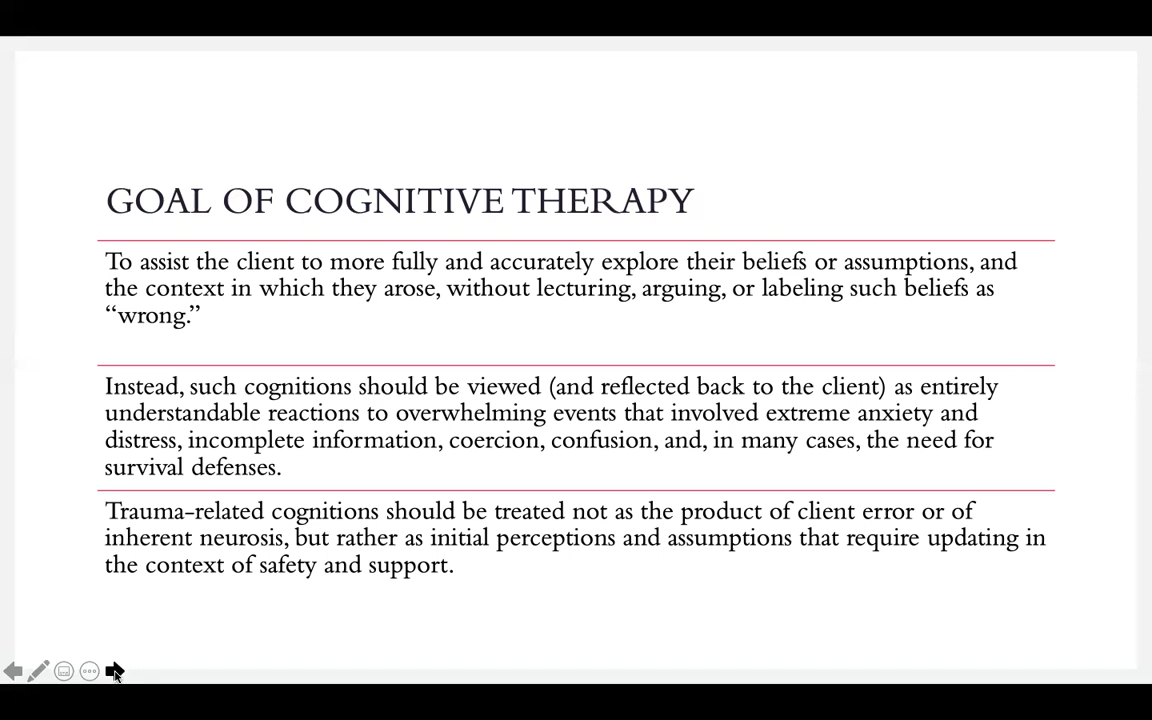 GOAL OF COGNITIVE THERAPY
To assist the client to more fully and accurately explore their beliefs or assumptions, and
the context in which they arose, without lecturing, arguing, or labeling such beliefs as
“wrong.”
Instead, such cognitions should be viewed (and reflected back to the client) as entirely
understandable reactions to overwhelming events that involved extreme anxiety and
distress, incomplete information, coercion, confusion, and, in many cases, the need for
survival defenses.
Trauma-related cognitions should be treated not as the product of client error or of
inherent neurosis, but rather as initial perceptions and assumptions that require updating in
the context of safety and support.